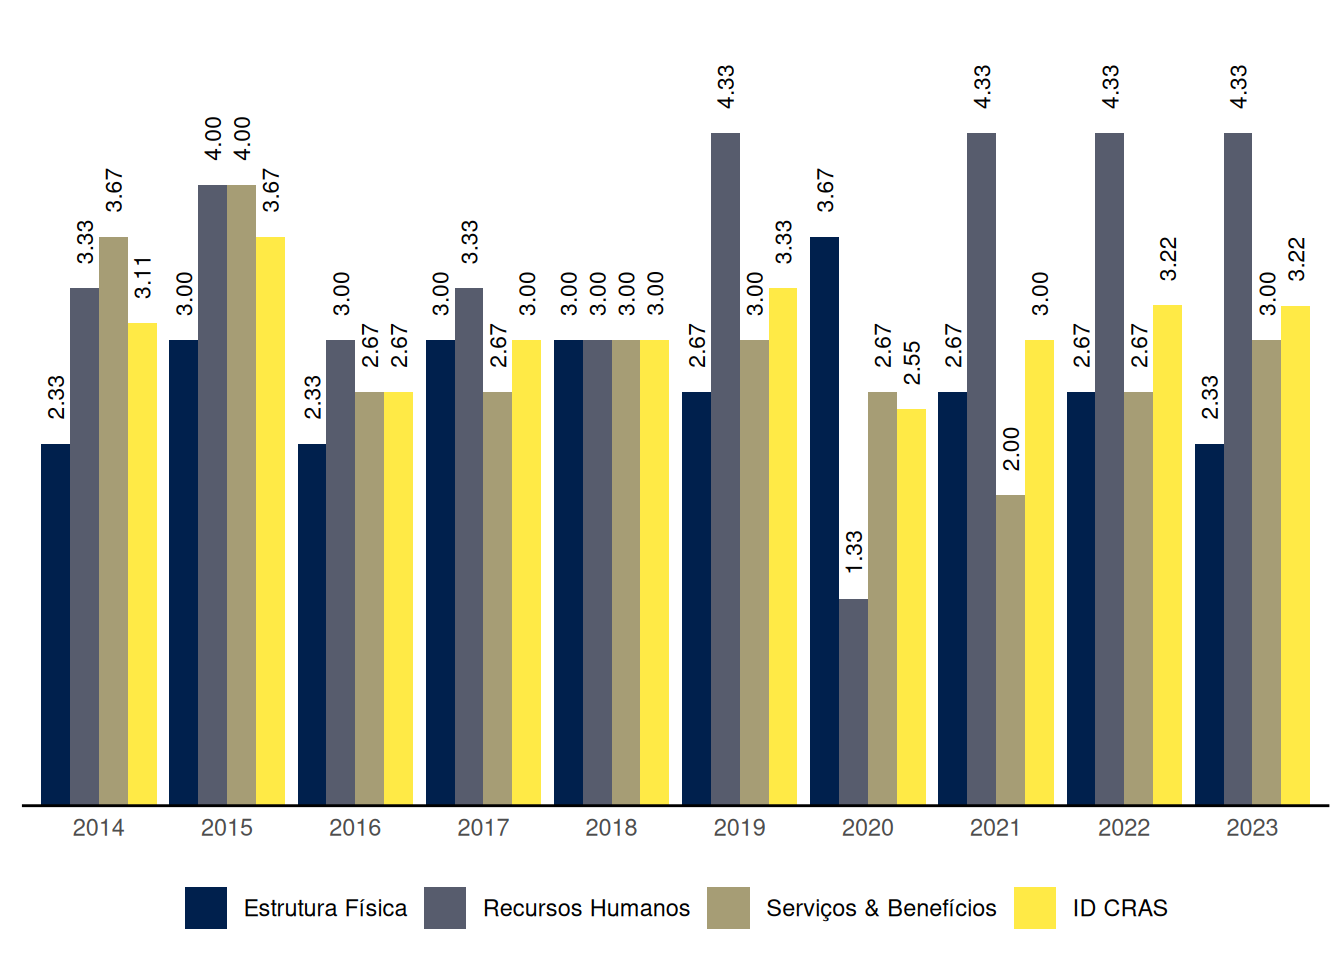 2.33 3.33 3.67 3.11
3.00 4.00 4.00 3.67
2.33 3.00 2.67 2.67
3.00 3.33 2.67 3.00
3.00 3.00 3.00 3.00
2.67 4.33 3.00 3.33
3.67 1.33 2.67 2.55
2.67 4.33 2.00 3.00
2.67 4.33 2.67 3.22
2.33 4.33 3.00 3.22
2014 2015 2016 2017 2018 2019 2020 2021 2022 2023
Estrutura Física Recursos Humanos Serviços & Benefícios ID CRAS